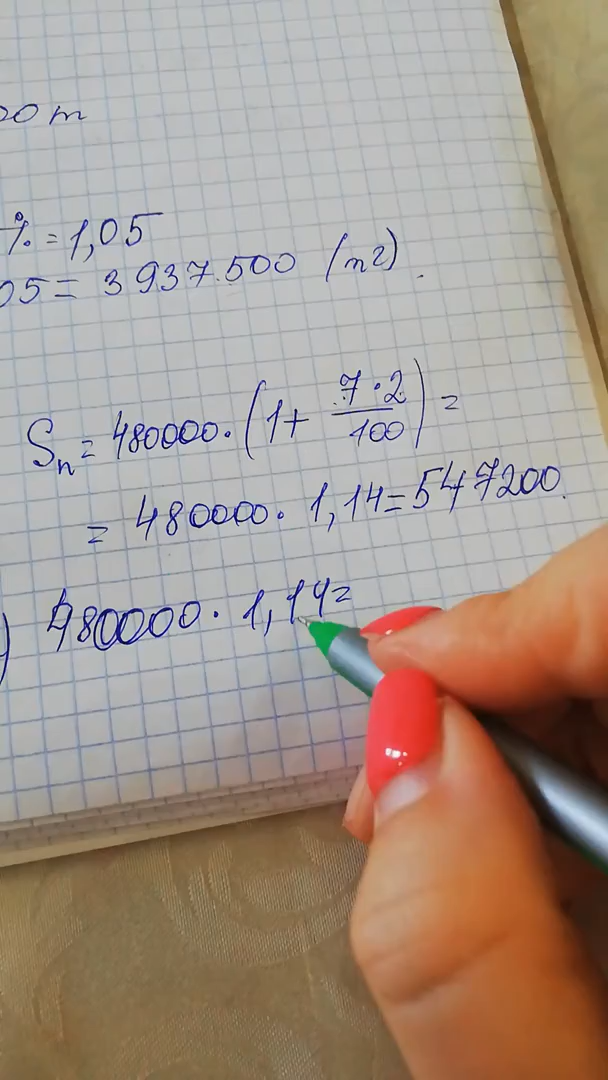 00 m
% = 1,05
05 = 3 937.500 (m2).
Sn = 480000 · (1 + 7 · 2 / 100) =
= 480000 · 1,14 = 547200.
) 480000 · 1,14=